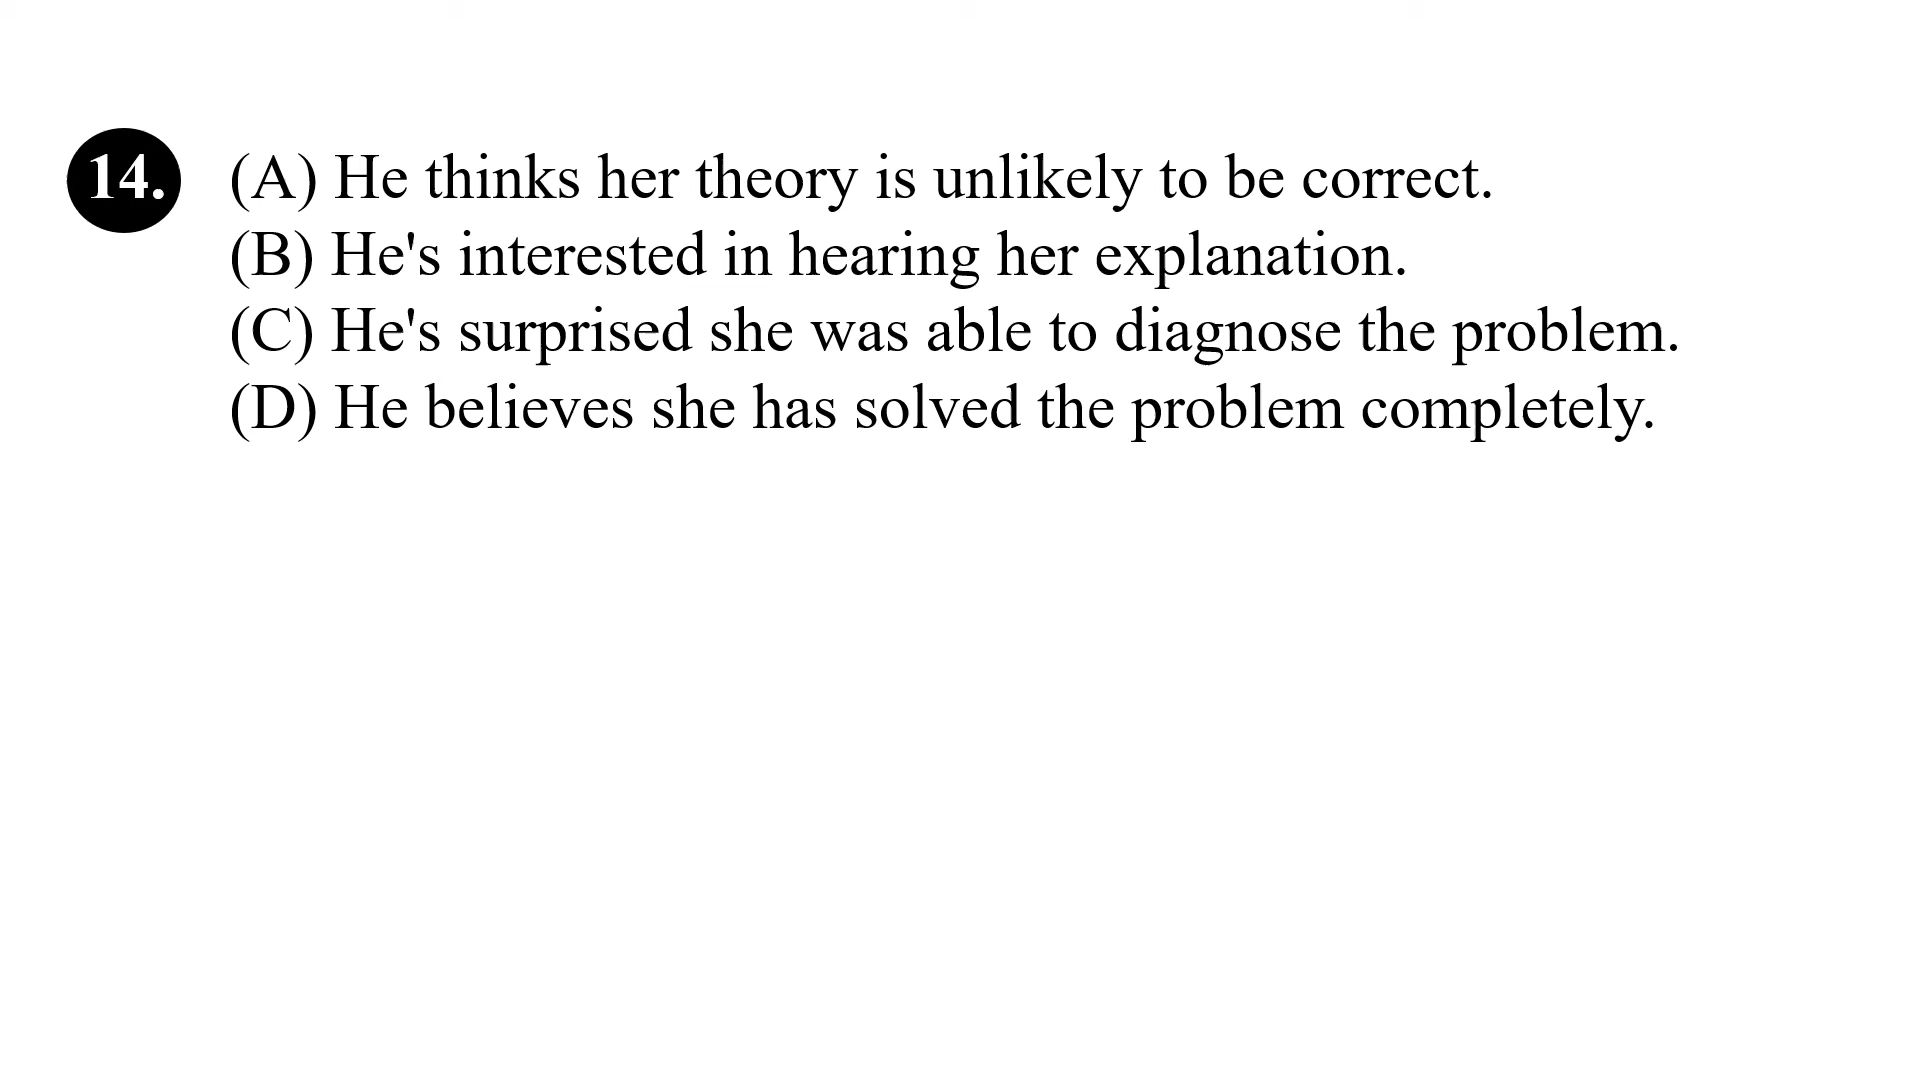 14. (A) He thinks her theory is unlikely to be correct.
(B) He's interested in hearing her explanation.
(C) He's surprised she was able to diagnose the problem.
(D) He believes she has solved the problem completely.